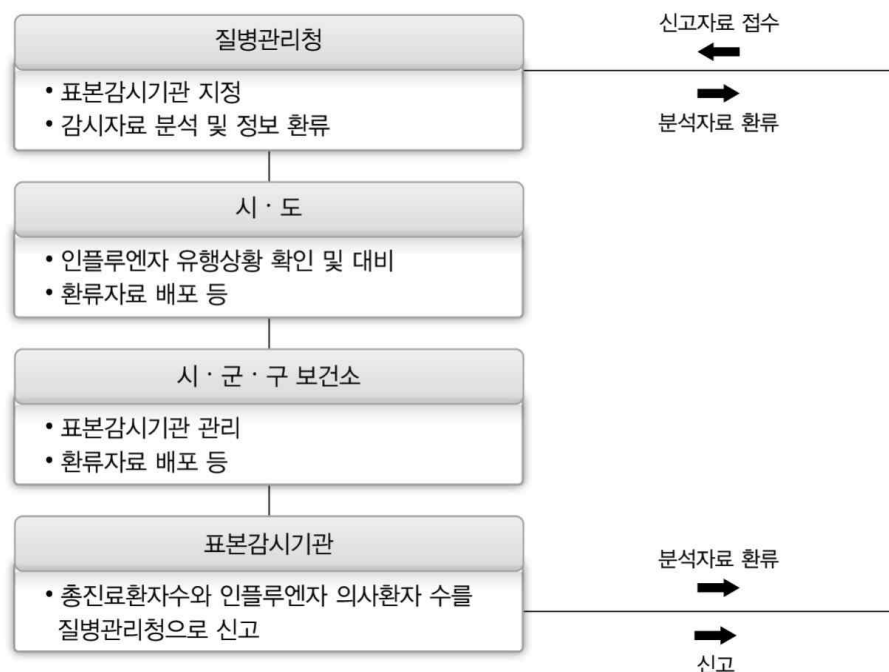 질병관리청
• 표본감시기관 지정
• 감시자료 분석 및 정보 환류
신고자료 접수
분석자료 환류
시 · 도
• 인플루엔자 유행상황 확인 및 대비
• 환류자료 배포 등
시 · 군 · 구 보건소
• 표본감시기관 관리
• 환류자료 배포 등
표본감시기관
• 총진료환자수와 인플루엔자 의사환자 수를
질병관리청으로 신고
분석자료 환류
신고